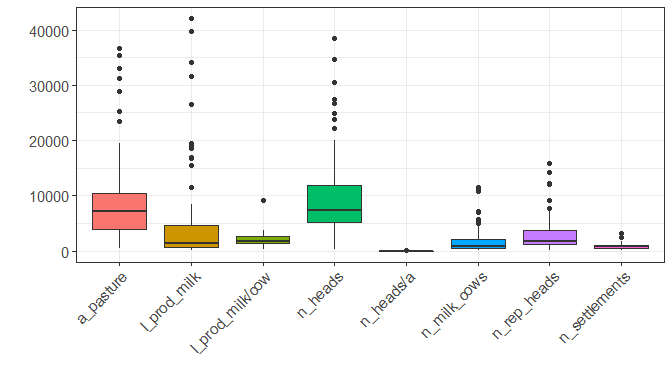 40000
30000
20000
10000
0
a_pasture
l_prod_milk
l_prod_milk/cow
n_heads
n_heads/a
n_milk_cows
n_rep_heads
n_settlements